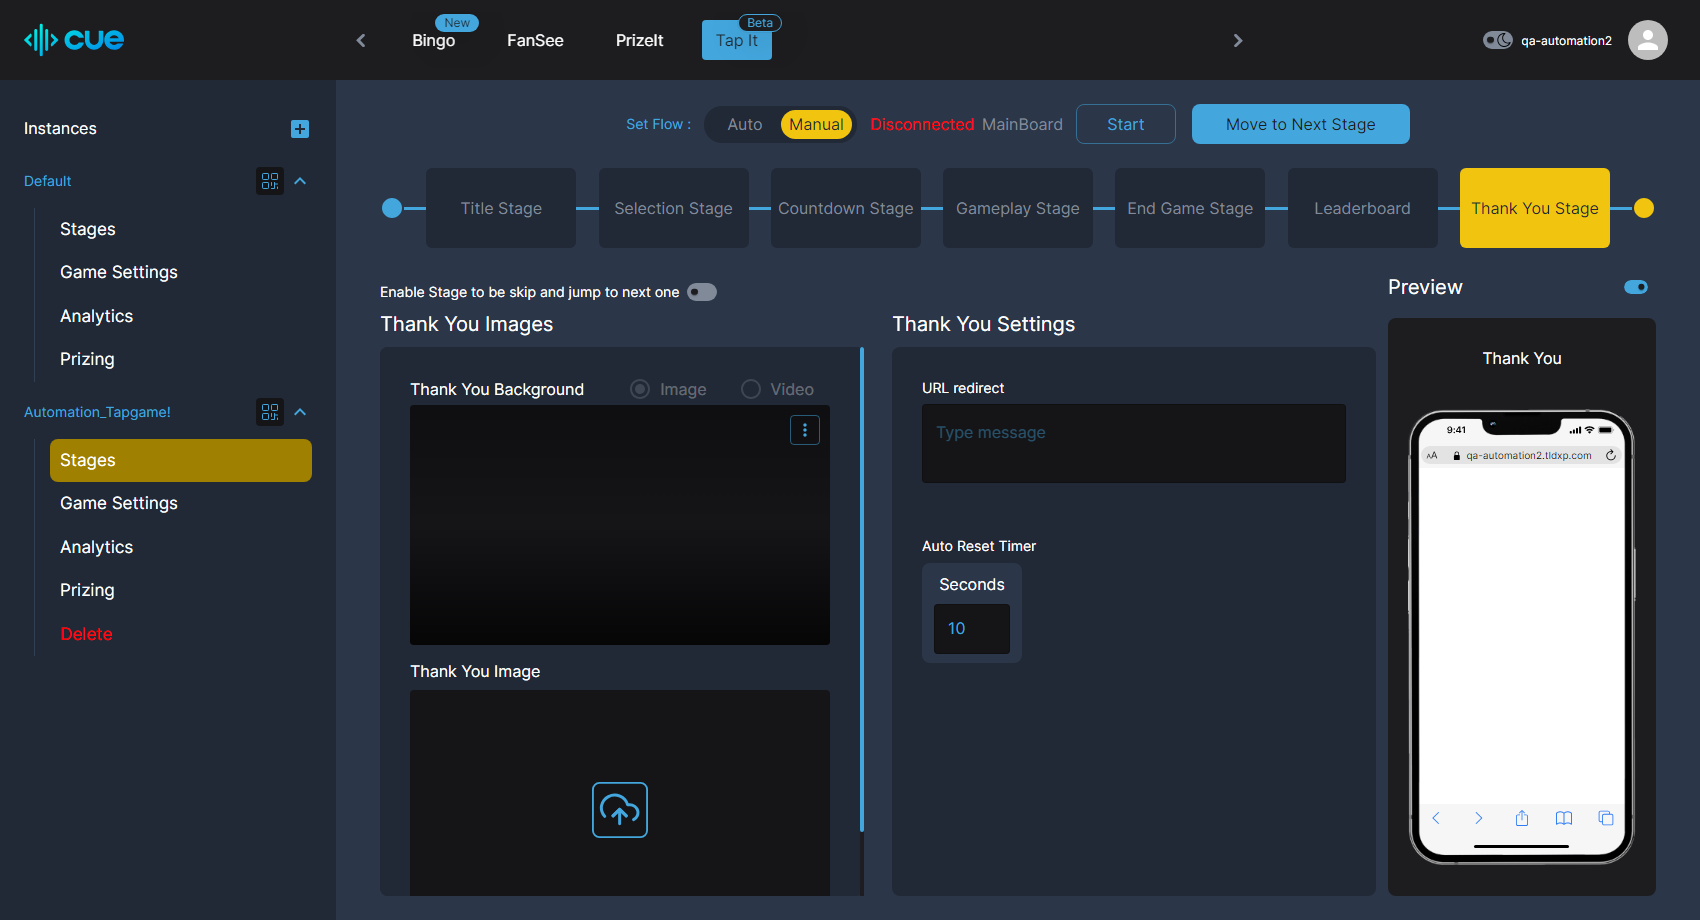 cue
New
Bingo
FanSee
PrizeIt
Beta
Tap It
qa-automation2
Instances
Default
Stages
Game Settings
Analytics
Prizing
Automation_Tapgame!
Stages
Game Settings
Analytics
Prizing
Delete
Set Flow :
Auto
Manual
Disconnected MainBoard
Start
Move to Next Stage
Title Stage
Selection Stage
Countdown Stage
Gameplay Stage
End Game Stage
Leaderboard
Thank You Stage
Enable Stage to be skip and jump to next one
Thank You Images
Thank You Background
Image
Video
Thank You Image
Thank You Settings
URL redirect
Type message
Auto Reset Timer
Seconds
10
Preview
Thank You
9:41
AA
qa-automation2.tldxp.com